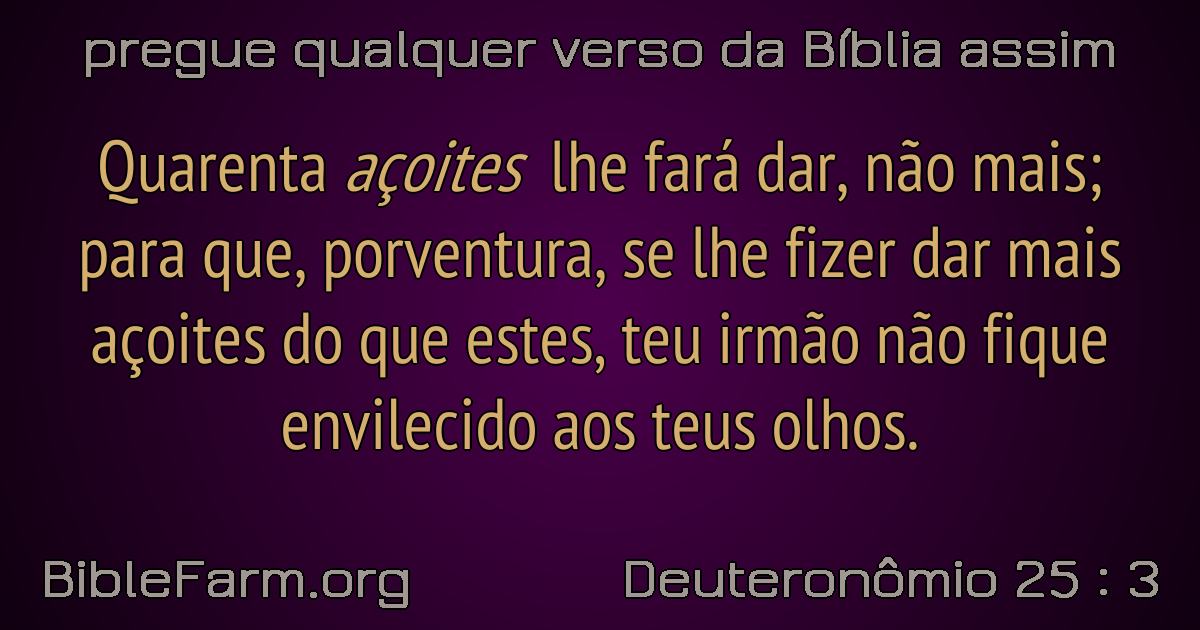 pregue qualquer verso da Bíblia assim
Quarenta açoites lhe fará dar, não mais;
para que, porventura, se lhe fizer dar mais
açoites do que estes, teu irmão não fique
envilecido aos teus olhos.
BibleFarm.org
Deuteronômio 25 : 3